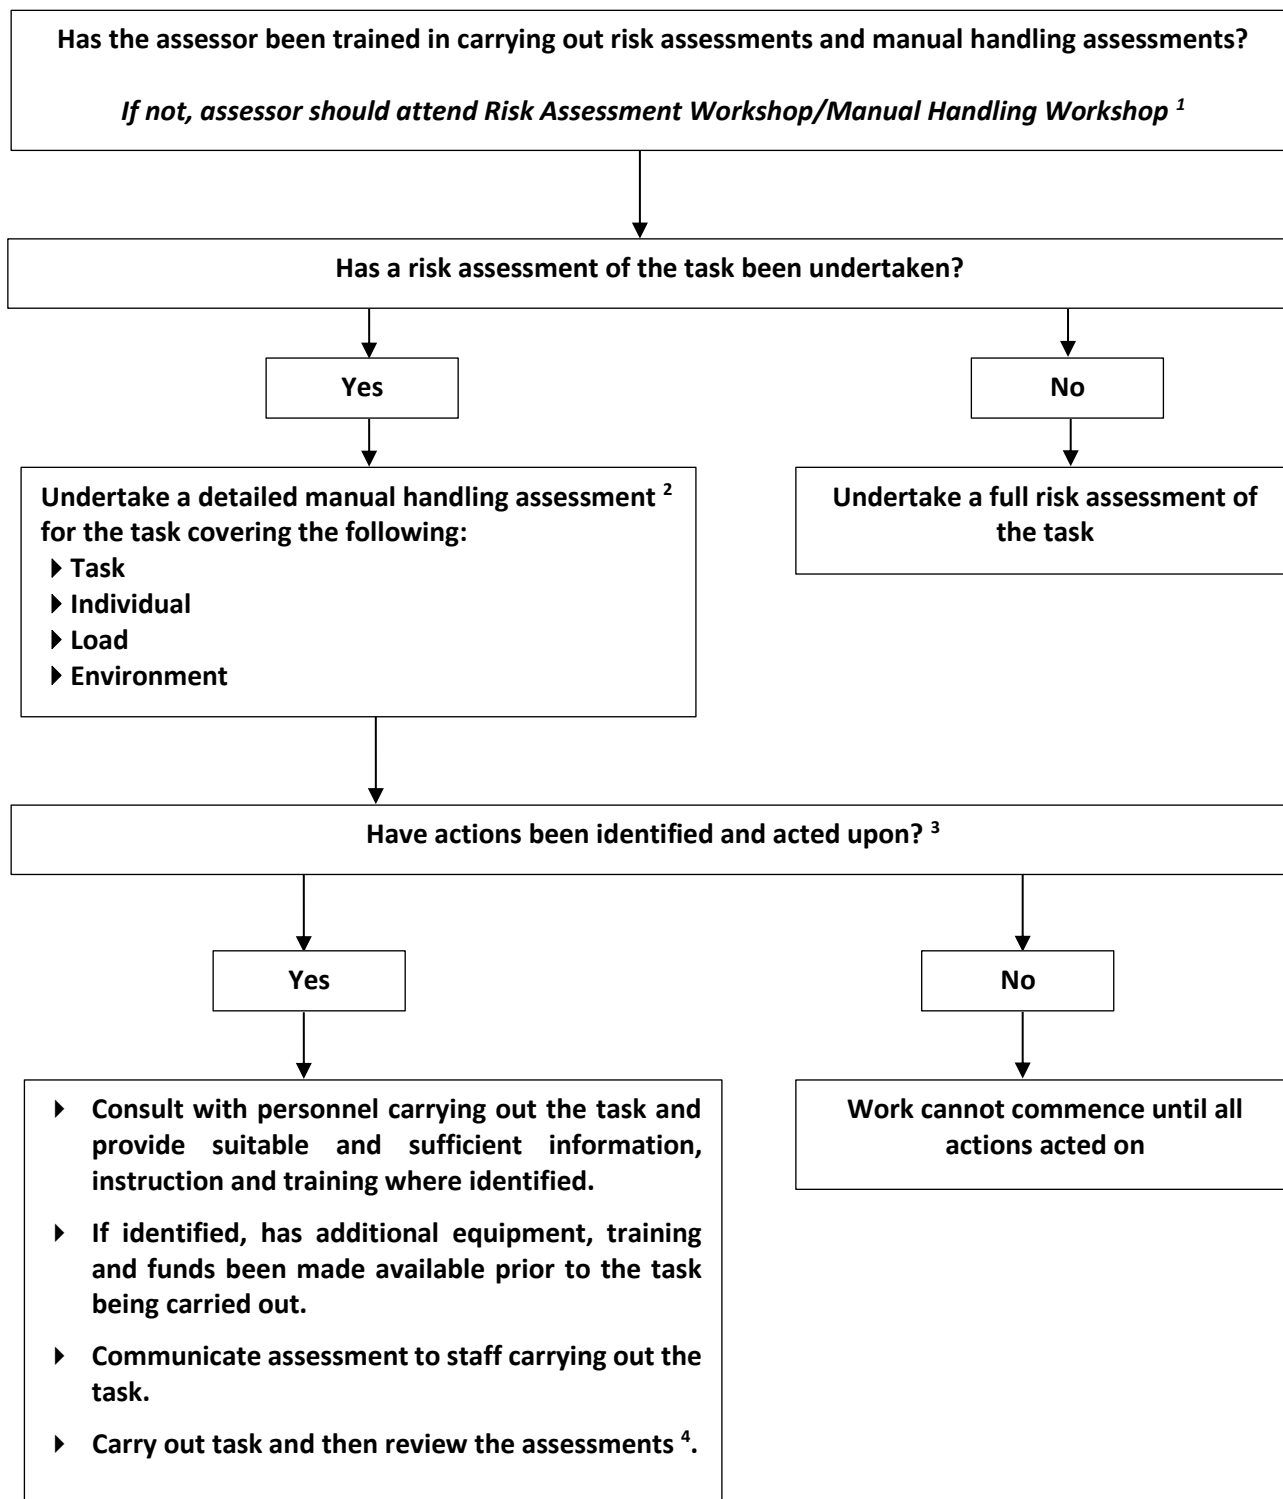 Has the assessor been trained in carrying out risk assessments and manual handling assessments?
If not, assessor should attend Risk Assessment Workshop/Manual Handling Workshop 1
Has a risk assessment of the task been undertaken?
Yes
No
Undertake a detailed manual handling assessment 2
for the task covering the following:
Task
Individual
Load
Environment
Undertake a full risk assessment of
the task
Have actions been identified and acted upon? 3
Yes
No
Consult with personnel carrying out the task and
provide suitable and sufficient information,
instruction and training where identified.
If identified, has additional equipment, training
and funds been made available prior to the task
being carried out.
Communicate assessment to staff carrying out the
task.
Carry out task and then review the assessments 4.
Work cannot commence until all
actions acted on